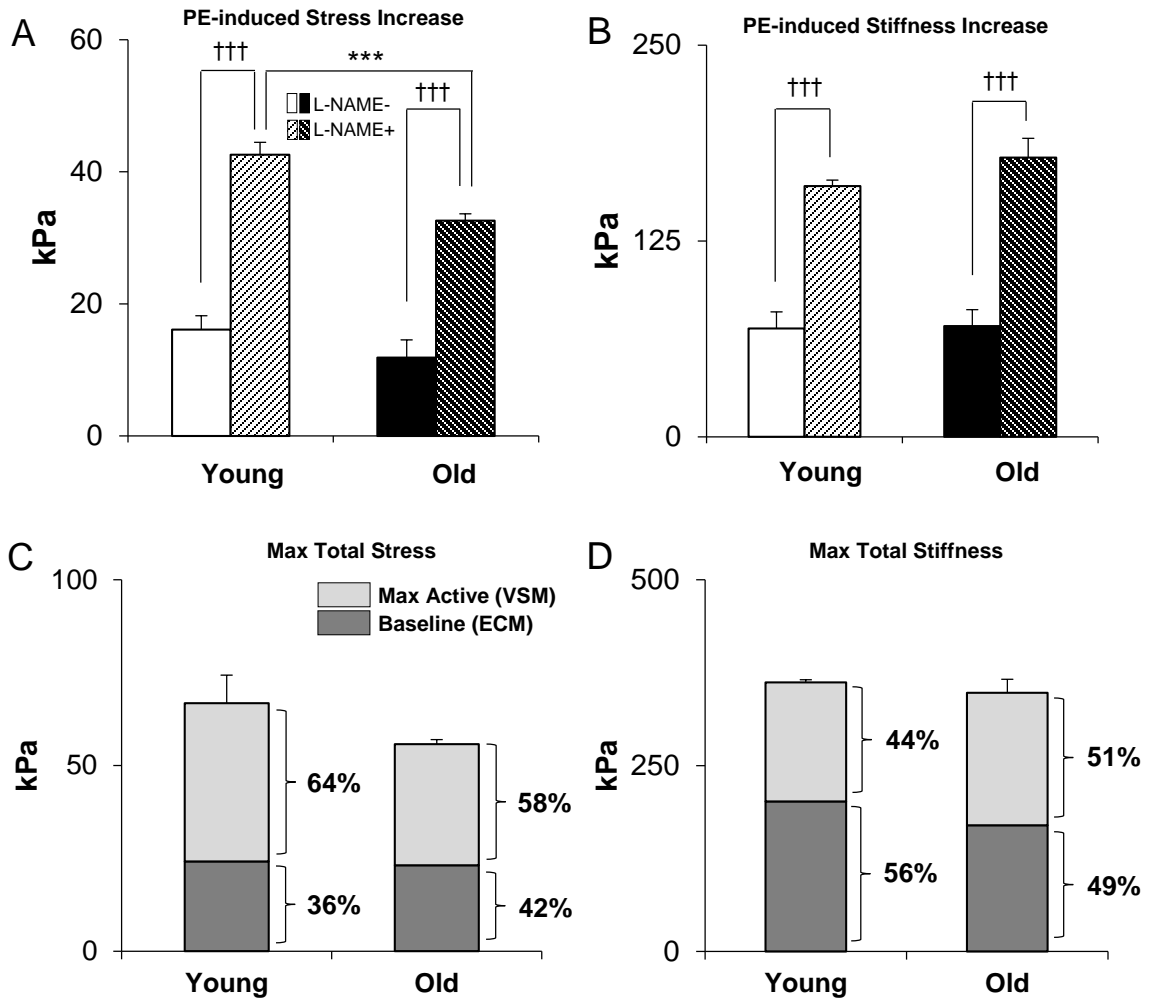 A
PE-induced Stress Increase
60
†††
***
†††
L-NAME-
L-NAME+
40
kPa
20
0
Young
Old
B
PE-induced Stiffness Increase
250
†††
†††
125
kPa
0
Young
Old
C
Max Total Stress
100
Max Active (VSM)
Baseline (ECM)
kPa
50
64%
58%
36%
42%
0
Young
Old
D
Max Total Stiffness
500
44%
51%
kPa
250
56%
49%
0
Young
Old